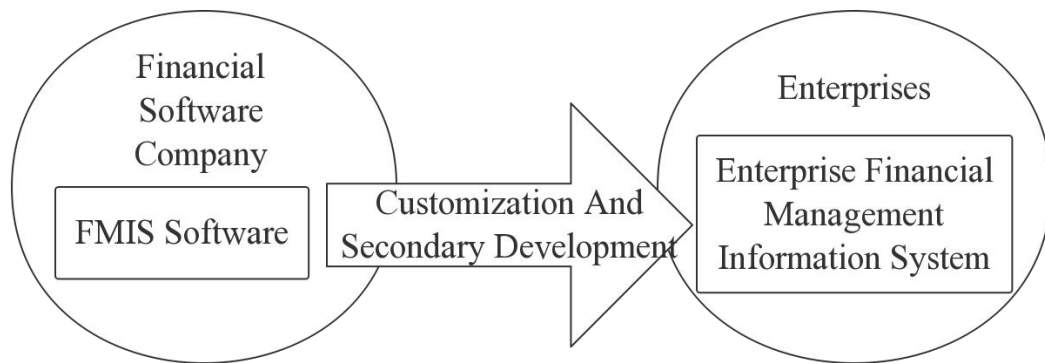 Financial
Software
Company
FMIS Software
Customization And
Secondary Development
Enterprises
Enterprise Financial
Management
Information System